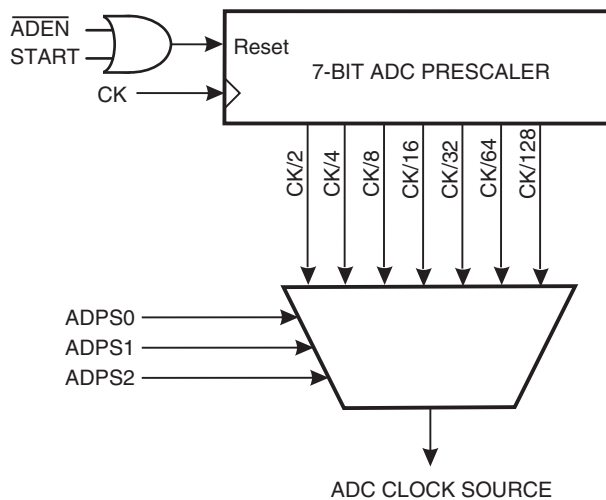 ADEN
START
Reset
CK
7-BIT ADC PRESCALER
CK/2
CK/4
CK/8
CK/16
CK/32
CK/64
CK/128
ADPS0
ADPS1
ADPS2
ADC CLOCK SOURCE